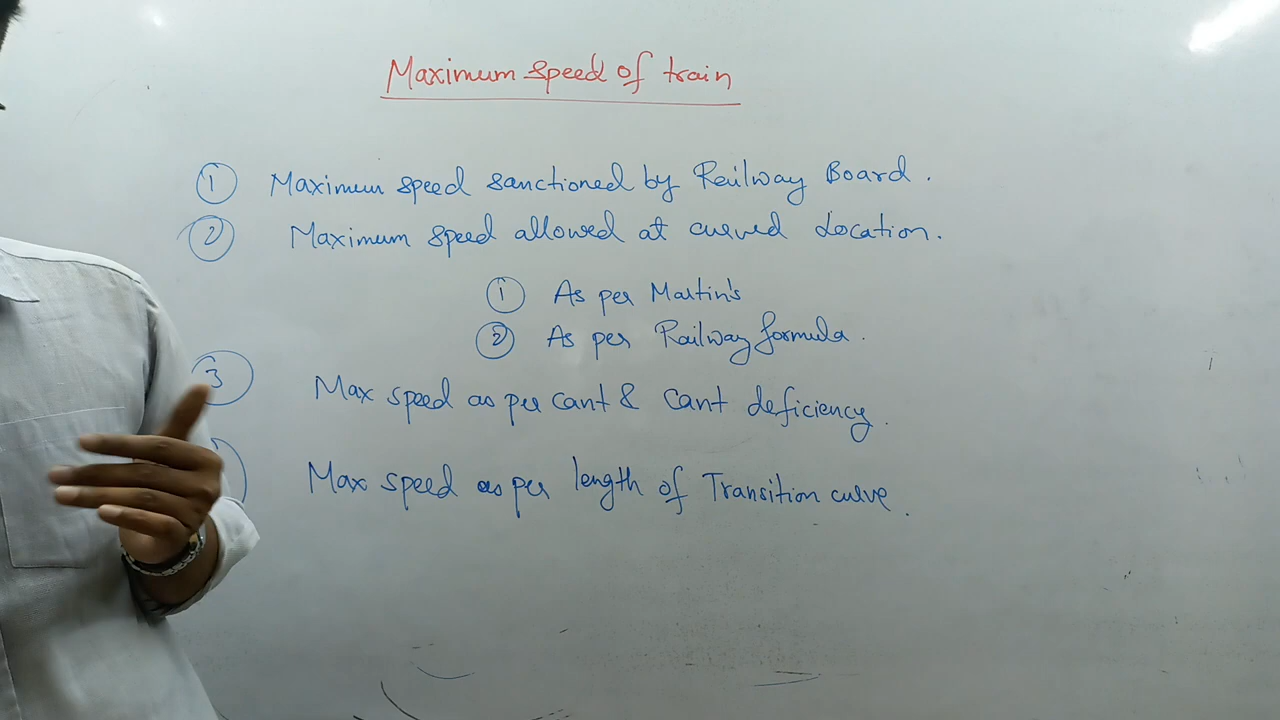 Maximum speed of train
① Maximum speed sanctioned by Railway Board.
② Maximum speed allowed at curved Location.
① As per Martin's
② As per Railway formula.
③ Max speed as per cant & cant deficiency.
Max speed as per length of Transition curve.